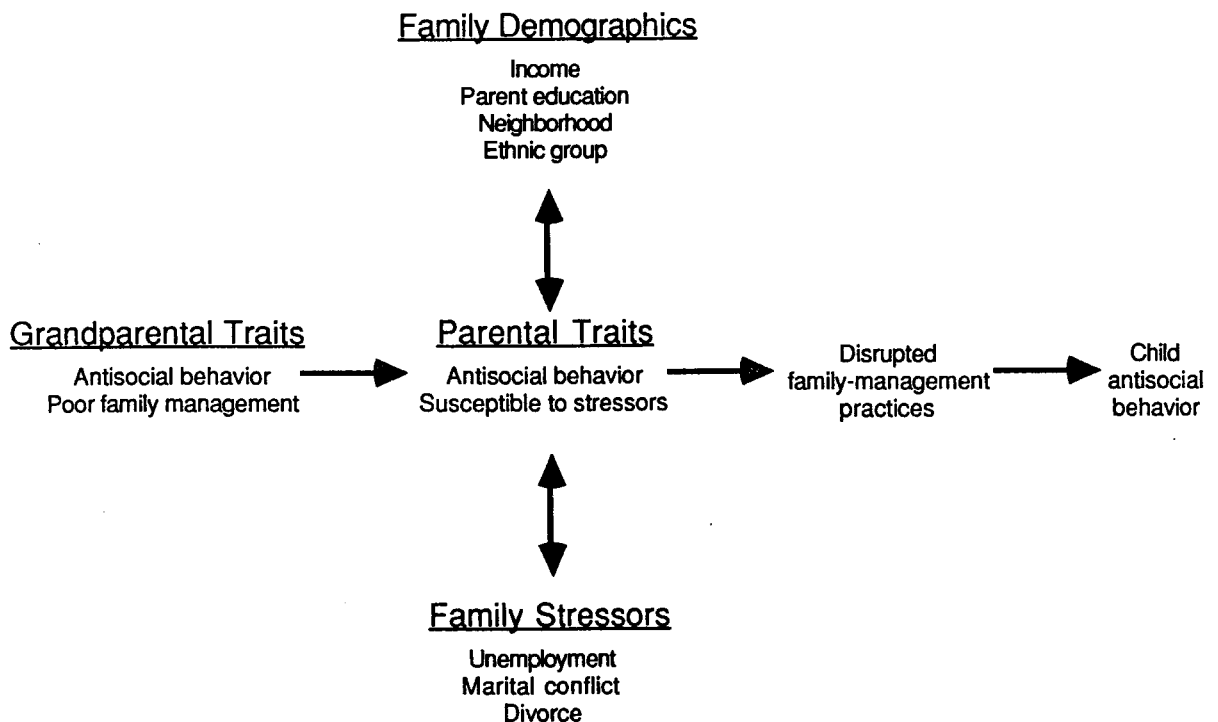 Family Demographics
Income
Parent education
Neighborhood
Ethnic group
Grandparental Traits
Antisocial behavior
Poor family management
Parental Traits
Antisocial behavior
Susceptible to stressors
Disrupted
family-management
practices
Child
antisocial
behavior
Family Stressors
Unemployment
Marital conflict
Divorce